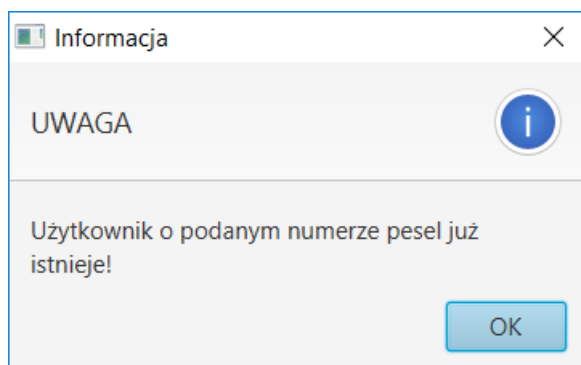 Informacja
UWAGA
Użytkownik o podanym numerze pesel już
istnieje!
OK